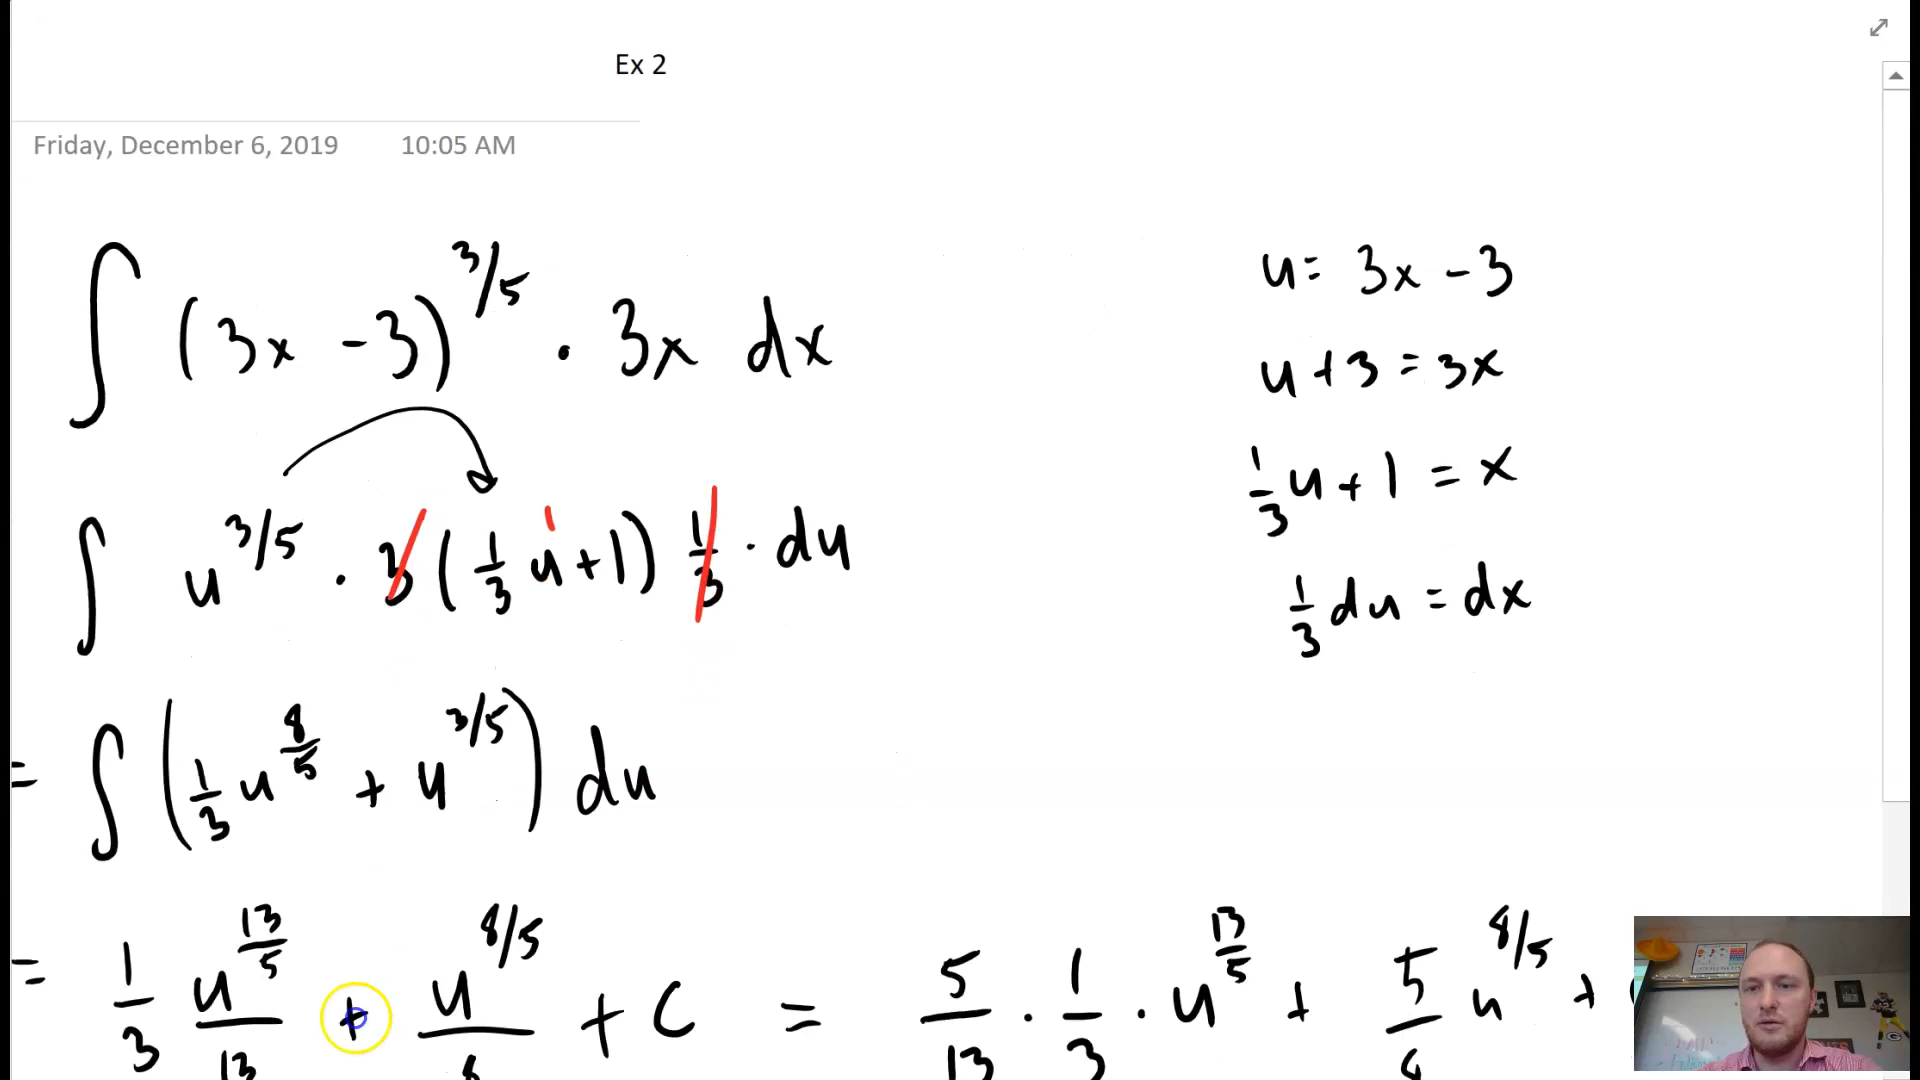 Ex 2
Friday, December 6, 2019 10:05 AM
∫ (3x - 3)^{3/5} · 3x dx
u = 3x - 3
u + 3 = 3x
1/3 u + 1 = x
∫ u^{3/5} · 3 (1/3 u + 1) 1/3 · du
1/3 du = dx
= ∫ (1/3 u^{8/5} + u^{3/5}) du
= 1/3 u^{13/5}/13 + u^{8/5}/8 + C = 5/13 · 1/3 · u^{13/5} + 5/8 u^{8/5} +